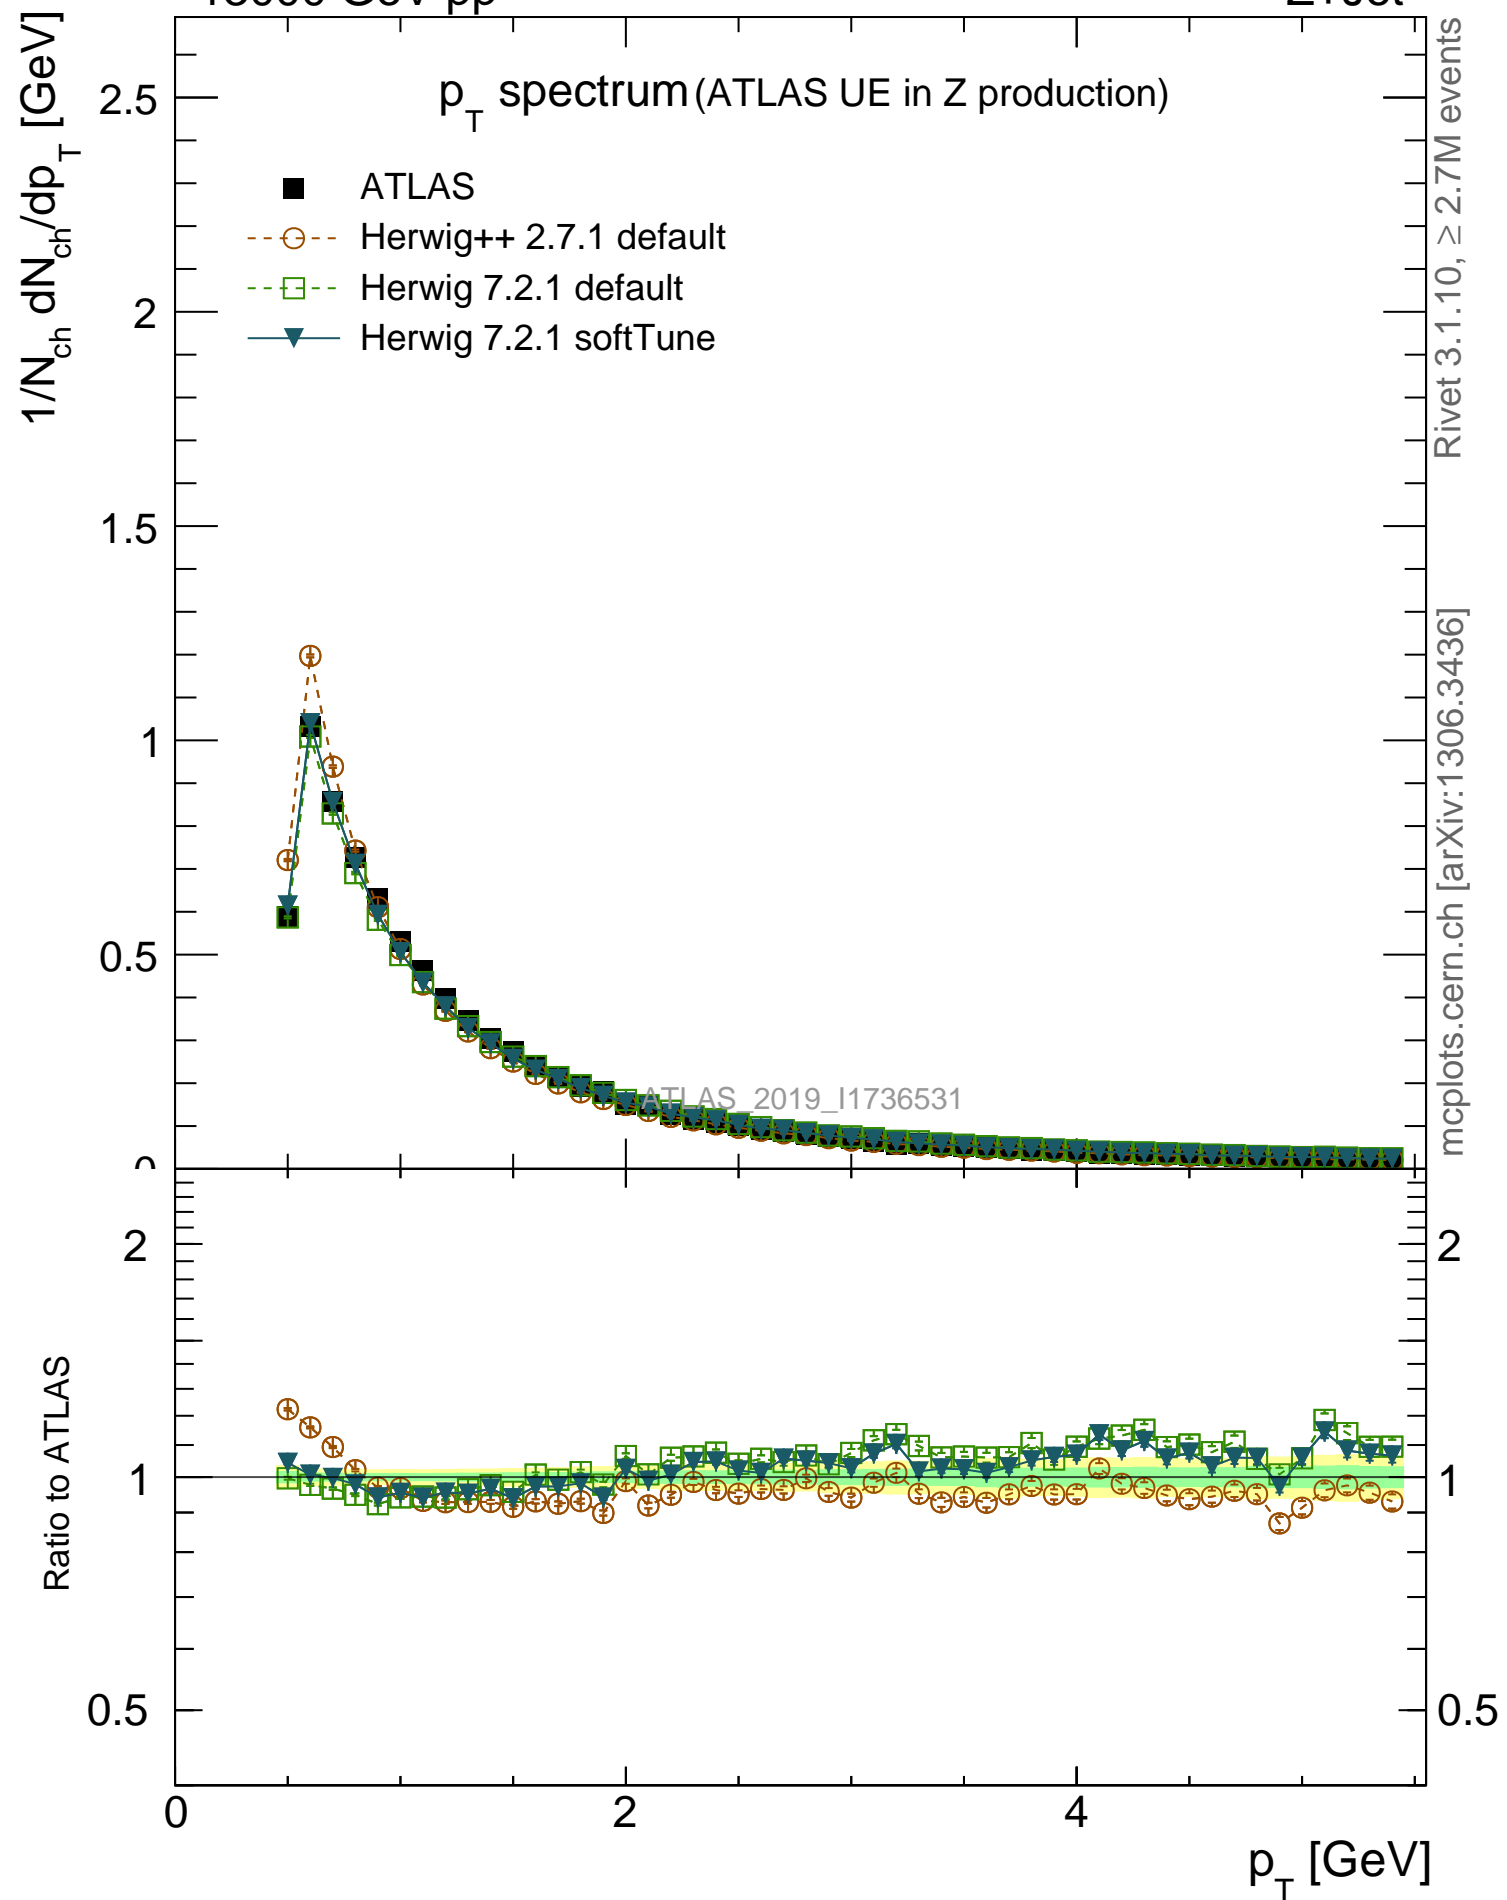 p_T spectrum (ATLAS UE in Z production)
1/N_ch dN_ch/dp_T [GeV]
ATLAS
Herwig++ 2.7.1 default
Herwig 7.2.1 default
Herwig 7.2.1 softTune
2.5
2
1.5
1
0.5
ATLAS_2019_I1736531
Rivet 3.1.10, ≥ 2.7M events
mcplots.cern.ch [arXiv:1306.3436]
Ratio to ATLAS
2
1
0.5
2
1
0.5
0
2
4
p_T [GeV]